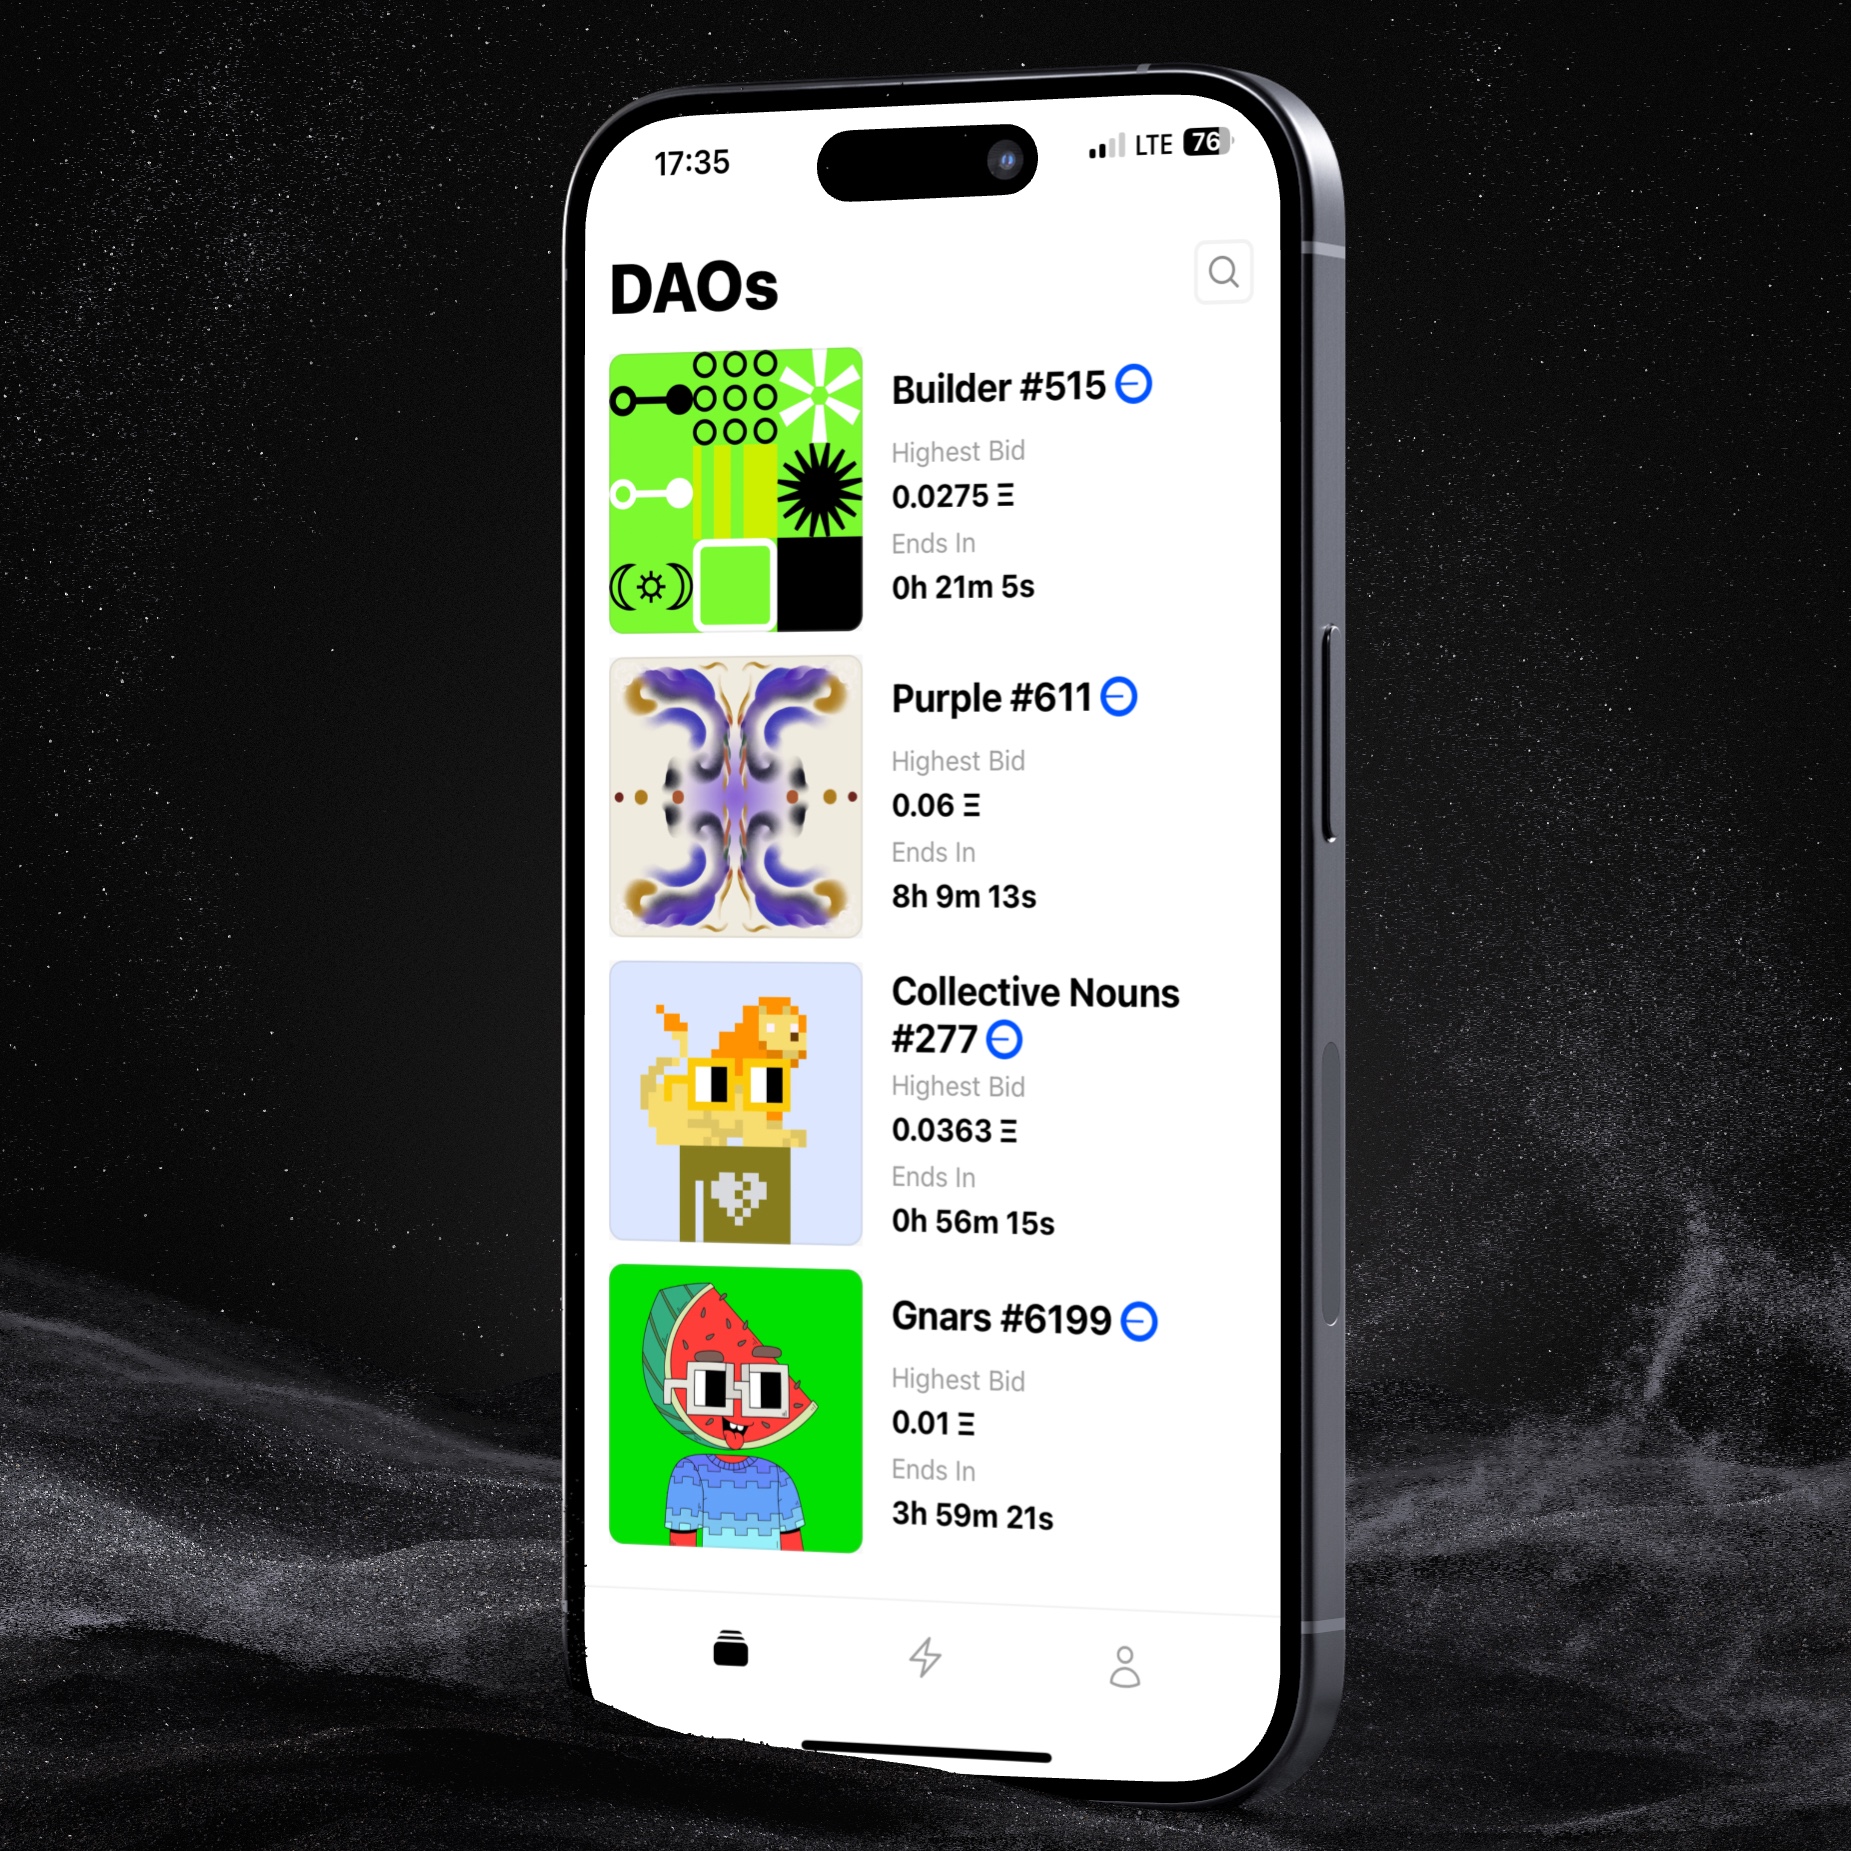 17:35
LTE 76
DAOs
Builder #515
Highest Bid
0.0275 Ξ
Ends In
0h 21m 5s
Purple #611
Highest Bid
0.06 Ξ
Ends In
8h 9m 13s
Collective Nouns
#277
Highest Bid
0.0363 Ξ
Ends In
0h 56m 15s
Gnars #6199
Highest Bid
0.01 Ξ
Ends In
3h 59m 21s